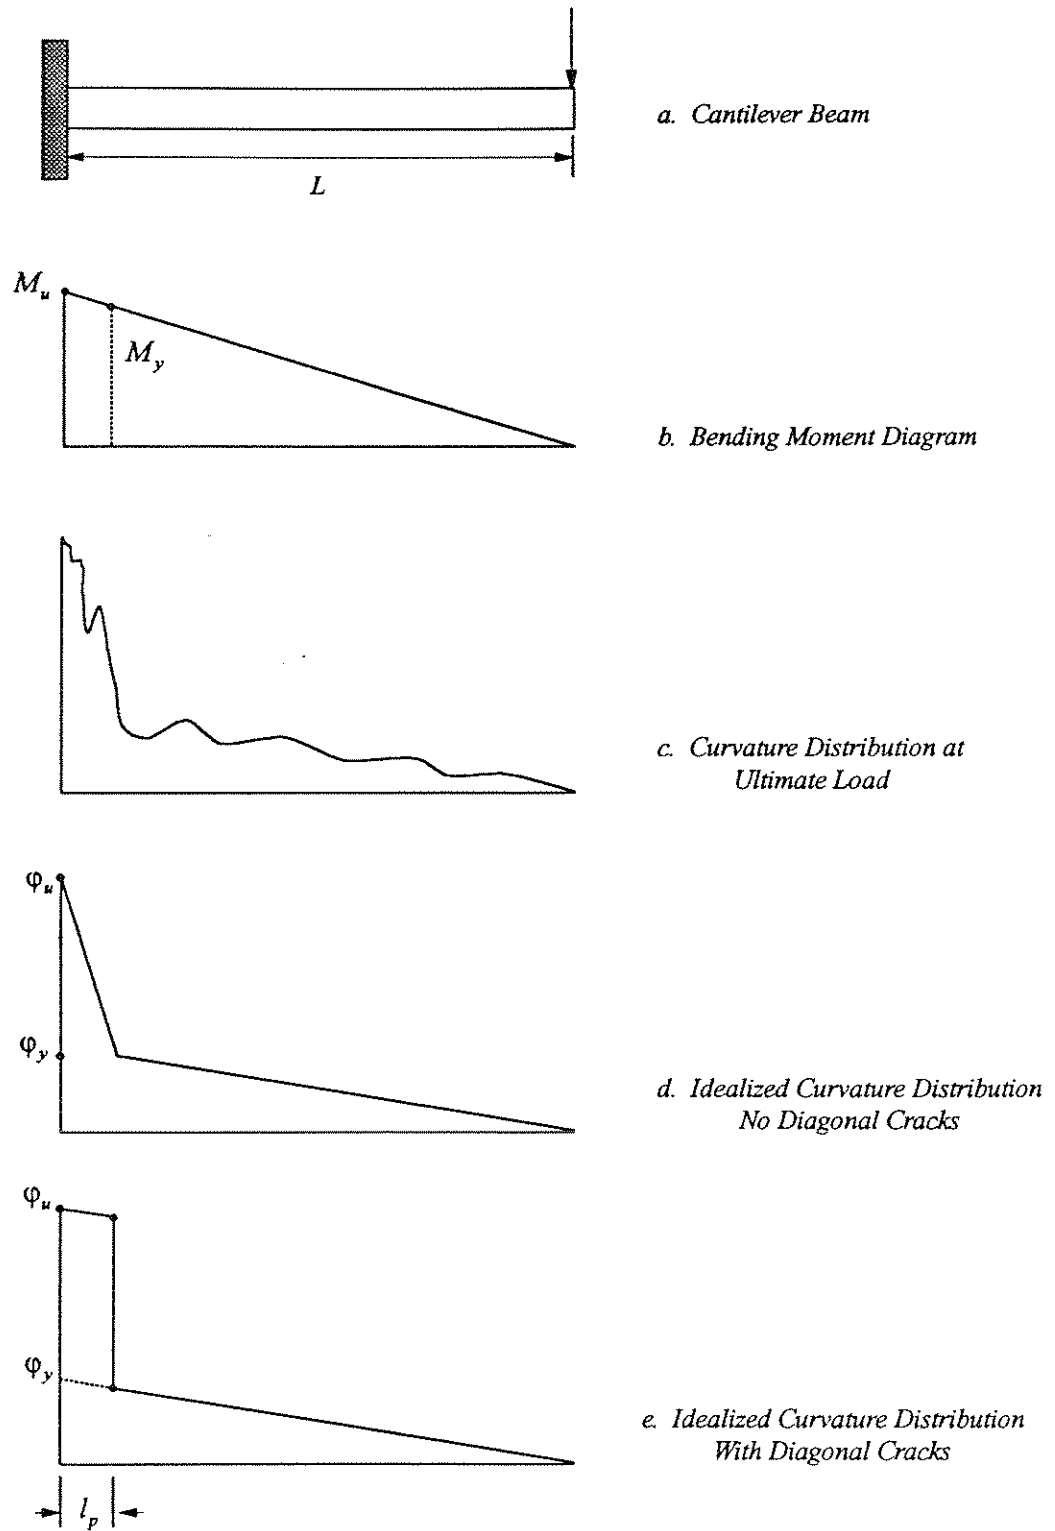 a. Cantilever Beam
L
M_u
M_y
b. Bending Moment Diagram
c. Curvature Distribution at
Ultimate Load
φ_u
φ_y
d. Idealized Curvature Distribution
No Diagonal Cracks
φ_u
φ_y
e. Idealized Curvature Distribution
With Diagonal Cracks
l_p